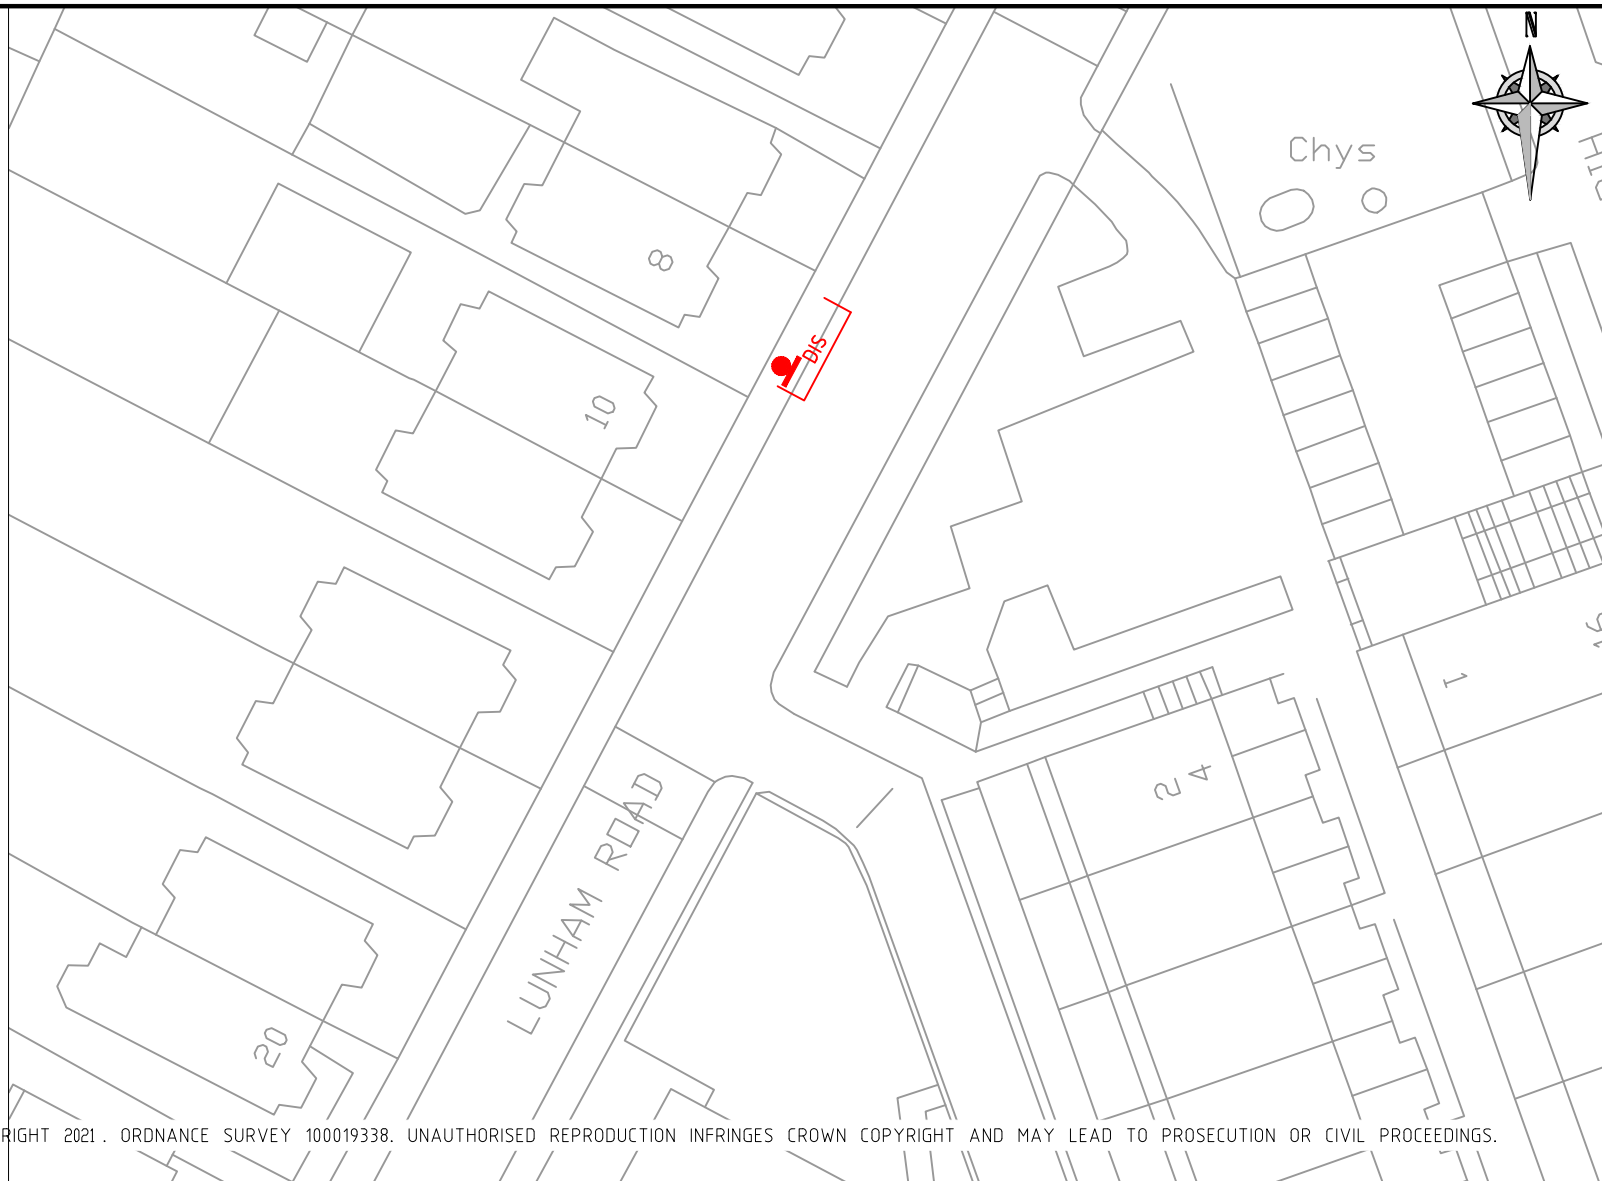 N
Chys
8
DIS
10
1
2
4
LUNHAM ROAD
20
RIGHT 2021 . ORDNANCE SURVEY 100019338. UNAUTHORISED REPRODUCTION INFRINGES CROWN COPYRIGHT AND MAY LEAD TO PROSECUTION OR CIVIL PROCEEDINGS.